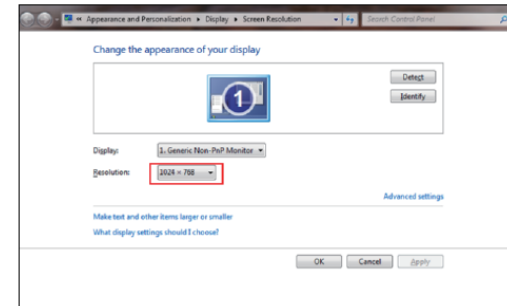 « Appearance and Personalization ▸ Display ▸ Screen Resolution
Search Control Panel
Change the appearance of your display
1
Detect
Identify
Display:
1. Generic Non-PnP Monitor
Resolution:
1024 × 768
Advanced settings
Make text and other items larger or smaller
What display settings should I choose?
OK
Cancel
Apply